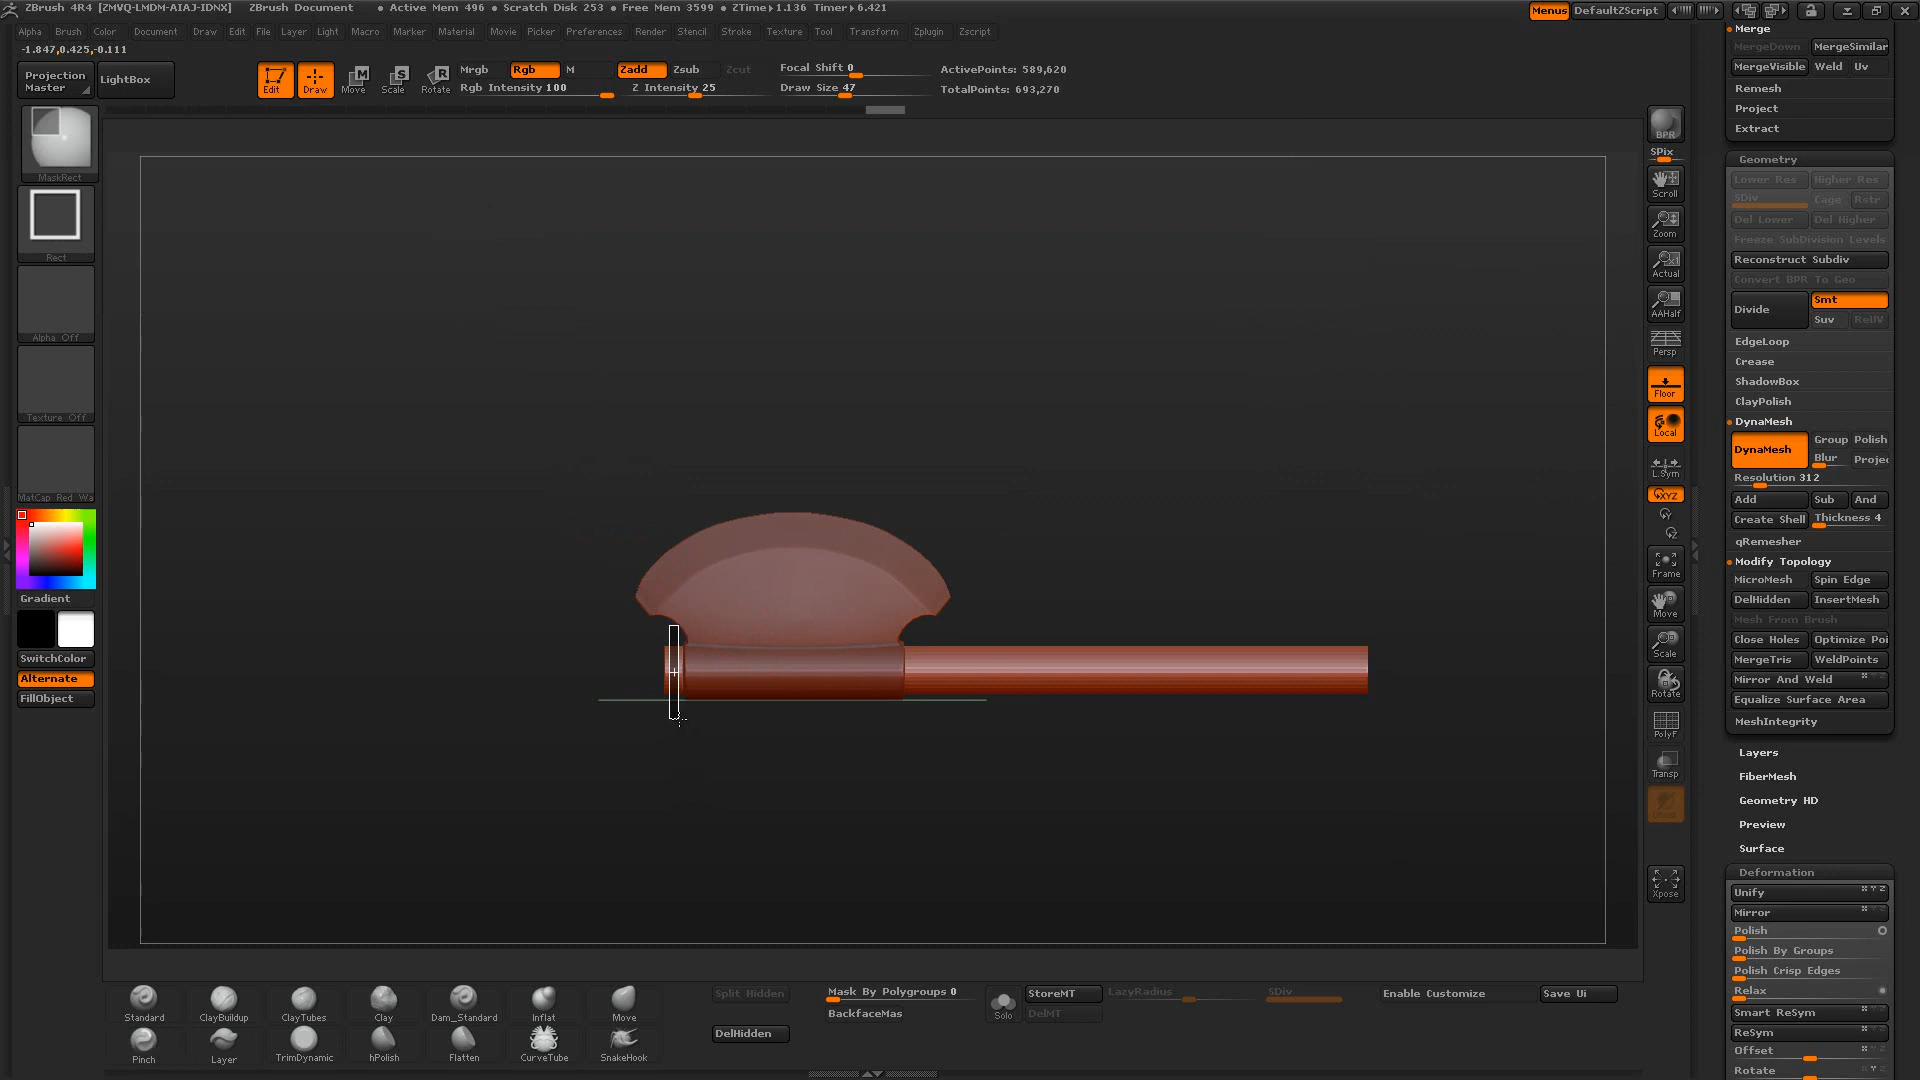 ZBrush 4R4 [ZMVQ-LMDM-AIAJ-IDNX] ZBrush Document • Active Mem 496 • Scratch Disk 253 • Free Mem 3599 • ZTime▸1.136 Timer▸6.421 Menus DefaultZScript
Alpha Brush Color Document Draw Edit File Layer Light Macro Marker Material Movie Picker Preferences Render Stencil Stroke Texture Tool Transform Zplugin Zscript
-1.847,0.425,-0.111
Projection Master
LightBox
Edit Draw Move Scale Rotate
Mrgb Rgb M Zadd Zsub Zcut
Rgb Intensity 100 Z Intensity 25
Focal Shift 0
Draw Size 47
ActivePoints: 589,620
TotalPoints: 693,270
MaskRect
Rect
Alpha Off
Texture Off
MatCap Red Wa
Gradient
SwitchColor
Alternate
FillObject
BPR
SPix
Scroll
Zoom
Actual
AAHalf
Persp
Floor
Local
L.Sym
XYZ
Frame
Move
Scale
Rotate
PolyF
Transp
Xpose
Merge
MergeDown MergeSimilar
MergeVisible Weld Uv
Remesh
Project
Extract
Geometry
Lower Res Higher Res
SDiv Cage Rstr
Del Lower Del Higher
Freeze SubDivision Levels
Reconstruct Subdiv
Convert BPR To Geo
Divide Smt
Suv RelV
EdgeLoop
Crease
ShadowBox
ClayPolish
DynaMesh
DynaMesh Group Polish
Blur Projec
Resolution 312
Add Sub And
Create Shell Thickness 4
qRemesher
Modify Topology
MicroMesh Spin Edge
DelHidden InsertMesh
Mesh From Brush
Close Holes Optimize Poi
MergeTris WeldPoints
Mirror And Weld
Equalize Surface Area
MeshIntegrity
Layers
FiberMesh
Geometry HD
Preview
Surface
Deformation
Unify
Mirror
Polish
Polish By Groups
Polish Crisp Edges
Relax
Smart ReSym
ReSym
Offset
Rotate
Standard ClayBuildup ClayTubes Clay Dam_Standard Inflat Move
Pinch Layer TrimDynamic hPolish Flatten CurveTube SnakeHook
Split Hidden
DelHidden
Mask By Polygroups 0
BackfaceMas
Solo
StoreMT
DelMT
LazyRadius
SDiv
Enable Customize
Save Ui